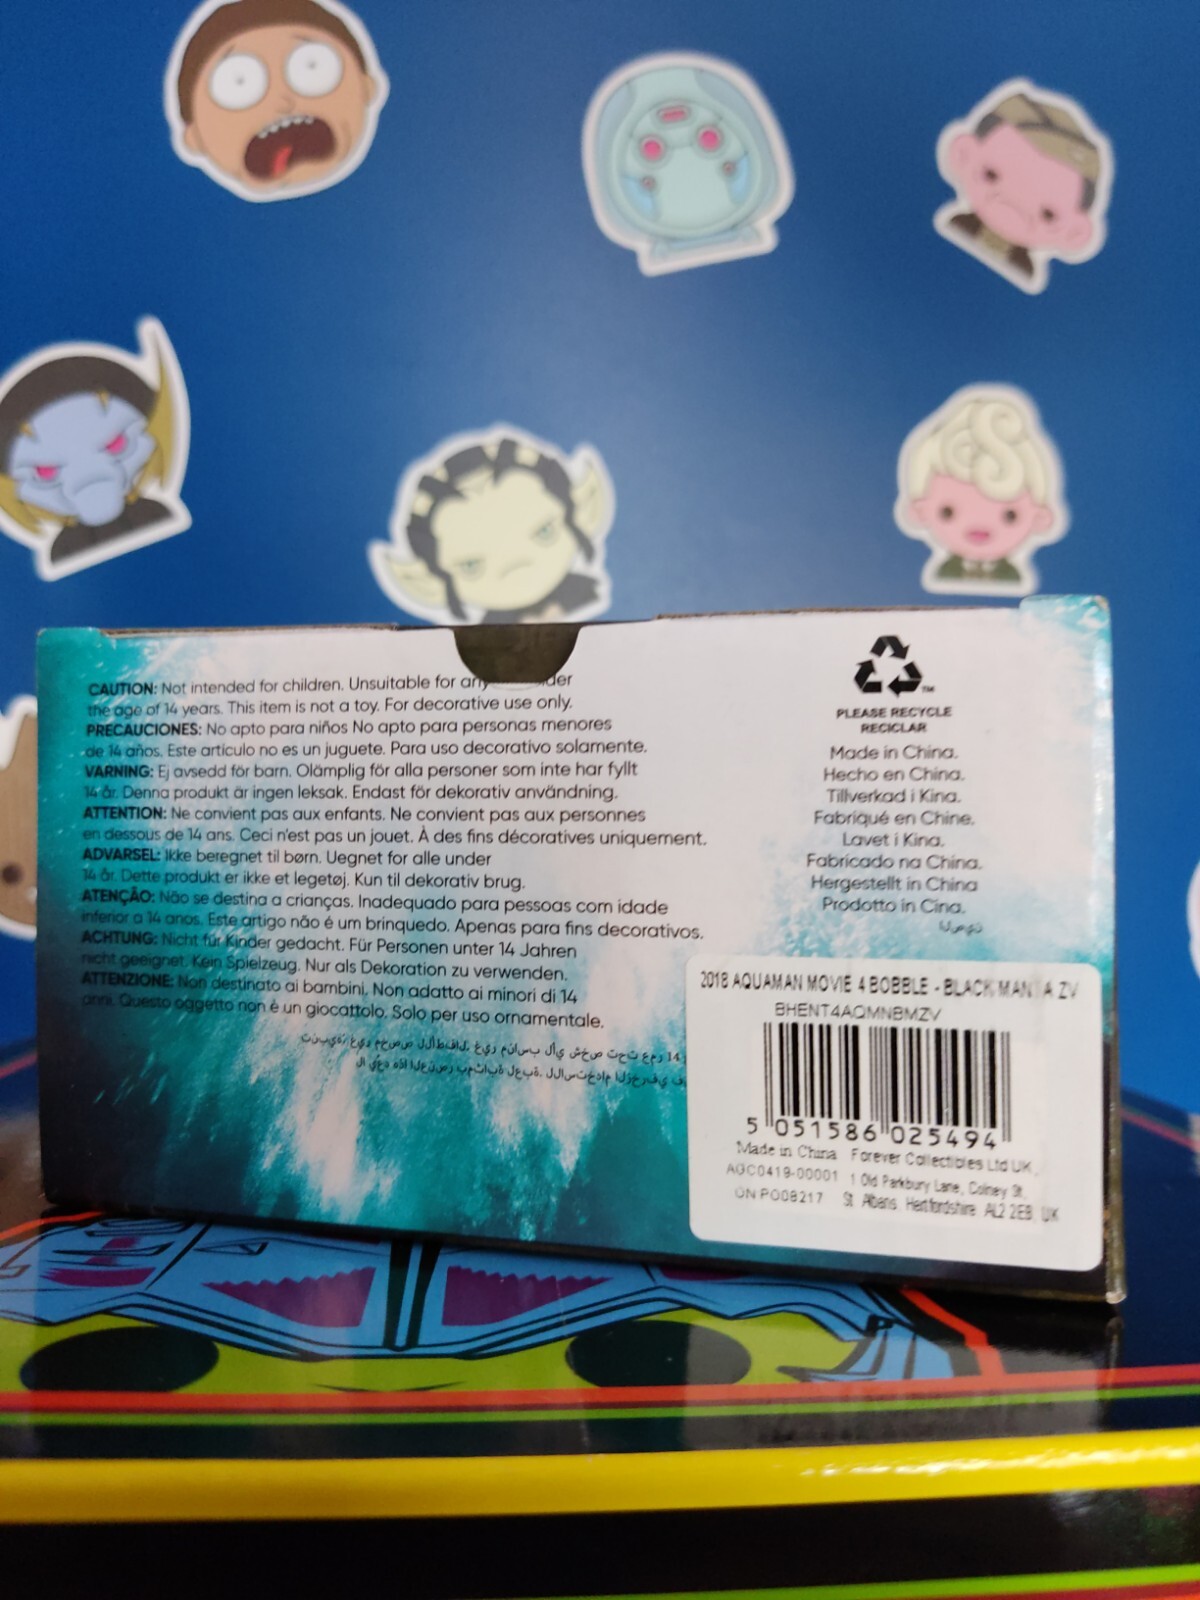 CAUTION: Not intended for children. Unsuitable for any
the age of 14 years. This item is not a toy. For decorative use only.
PRECAUCIONES: No apto para niños No apto para personas menores
de 14 años. Este artículo no es un juguete. Para uso decorativo solamente.
VARNING: Ej avsedd för barn. Olämplig för alla personer som inte har fyllt
14 år. Denna produkt är ingen leksak. Endast för dekorativ användning.
ATTENTION: Ne convient pas aux enfants. Ne convient pas aux personnes
en dessous de 14 ans. Ceci n'est pas un jouet. À des fins décoratives uniquement.
ADVARSEL: Ikke beregnet til børn. Uegnet for alle under
14 år. Dette produkt er ikke et legetøj. Kun til dekorativ brug.
ATENÇÃO: Não se destina a crianças. Inadequado para pessoas com idade
inferior a 14 anos. Este artigo não é um brinquedo. Apenas para fins decorativos.
ACHTUNG: Nicht für Kinder gedacht. Für Personen unter 14 Jahren
nicht geeignet. Kein Spielzeug. Nur als Dekoration zu verwenden.
ATTENZIONE: Non destinato ai bambini. Non adatto ai minori di 14
anni. Questo oggetto non è un giocattolo. Solo per uso ornamentale.
PLEASE RECYCLE
RECICLAR
Made in China.
Hecho en China.
Tillverkad i Kina.
Fabriqué en Chine.
Lavet i Kina.
Fabricado na China.
Hergestellt in China
Prodotto in Cina.
2018 AQUAMAN MOVIE 4 BOBBLE - BLACK ZV
BHENT4AQMNBMZV
5 051586 025494
Made in China Forever Collectibles Ltd UK,
AGC0419-00001 1 Old Parkbury Lane, Colney St,
ON PO08217 St Albans, Hertfordshire AL2 2EB, UK